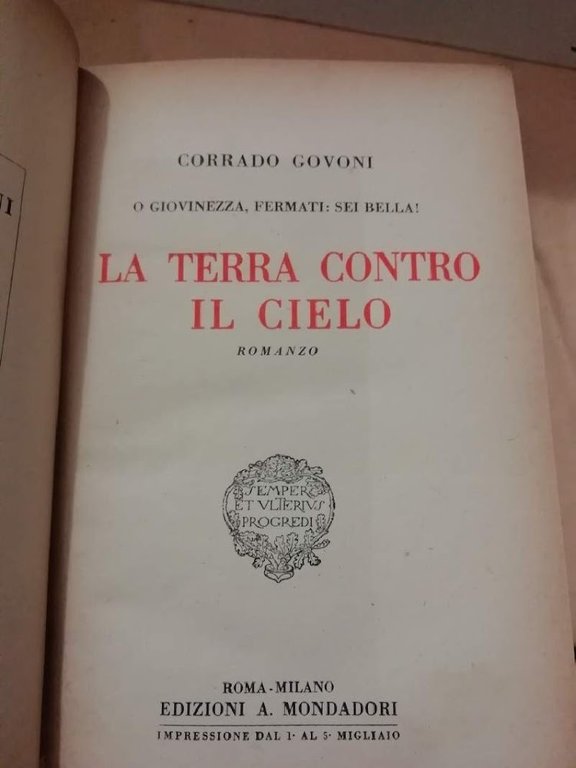 NI
CORRADO GOVONI
O GIOVINEZZA, FERMATI: SEI BELLA!
LA TERRA CONTRO
IL CIELO
ROMANZO
SEMPER
ET VLTERIVS
PROGREDI
ROMA-MILANO
EDIZIONI A. MONDADORI
IMPRESSIONE DAL 1° AL 5° MIGLIAIO